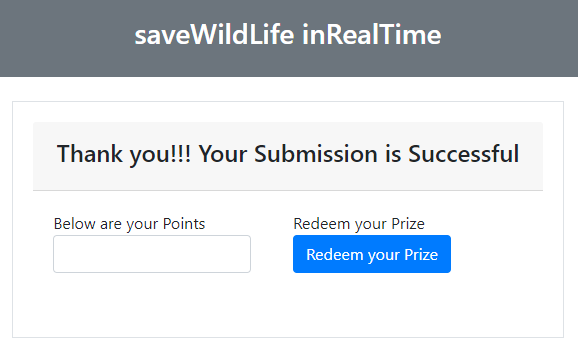 saveWildLife inRealTime
Thank you!!! Your Submission is Successful
Below are your Points
Redeem your Prize
Redeem your Prize